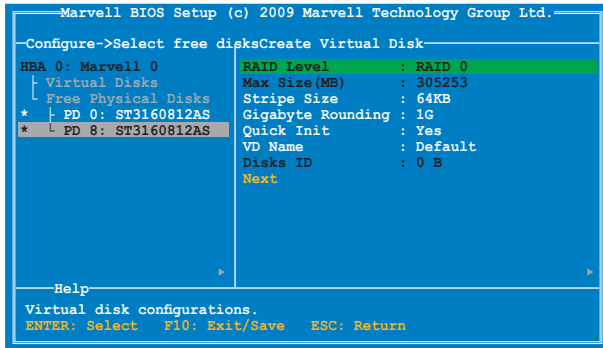 Marvell BIOS Setup (c) 2009 Marvell Technology Group Ltd.
Configure->Select free disksCreate Virtual Disk
HBA 0: Marvell 0
Virtual Disks
Free Physical Disks
* PD 0: ST3160812AS
* PD 8: ST3160812AS
RAID Level : RAID 0
Max Size(MB) : 305253
Stripe Size : 64KB
Gigabyte Rounding : 1G
Quick Init : Yes
VD Name : Default
Disks ID : 0 B
Next
Help
Virtual disk configurations.
ENTER: Select F10: Exit/Save ESC: Return